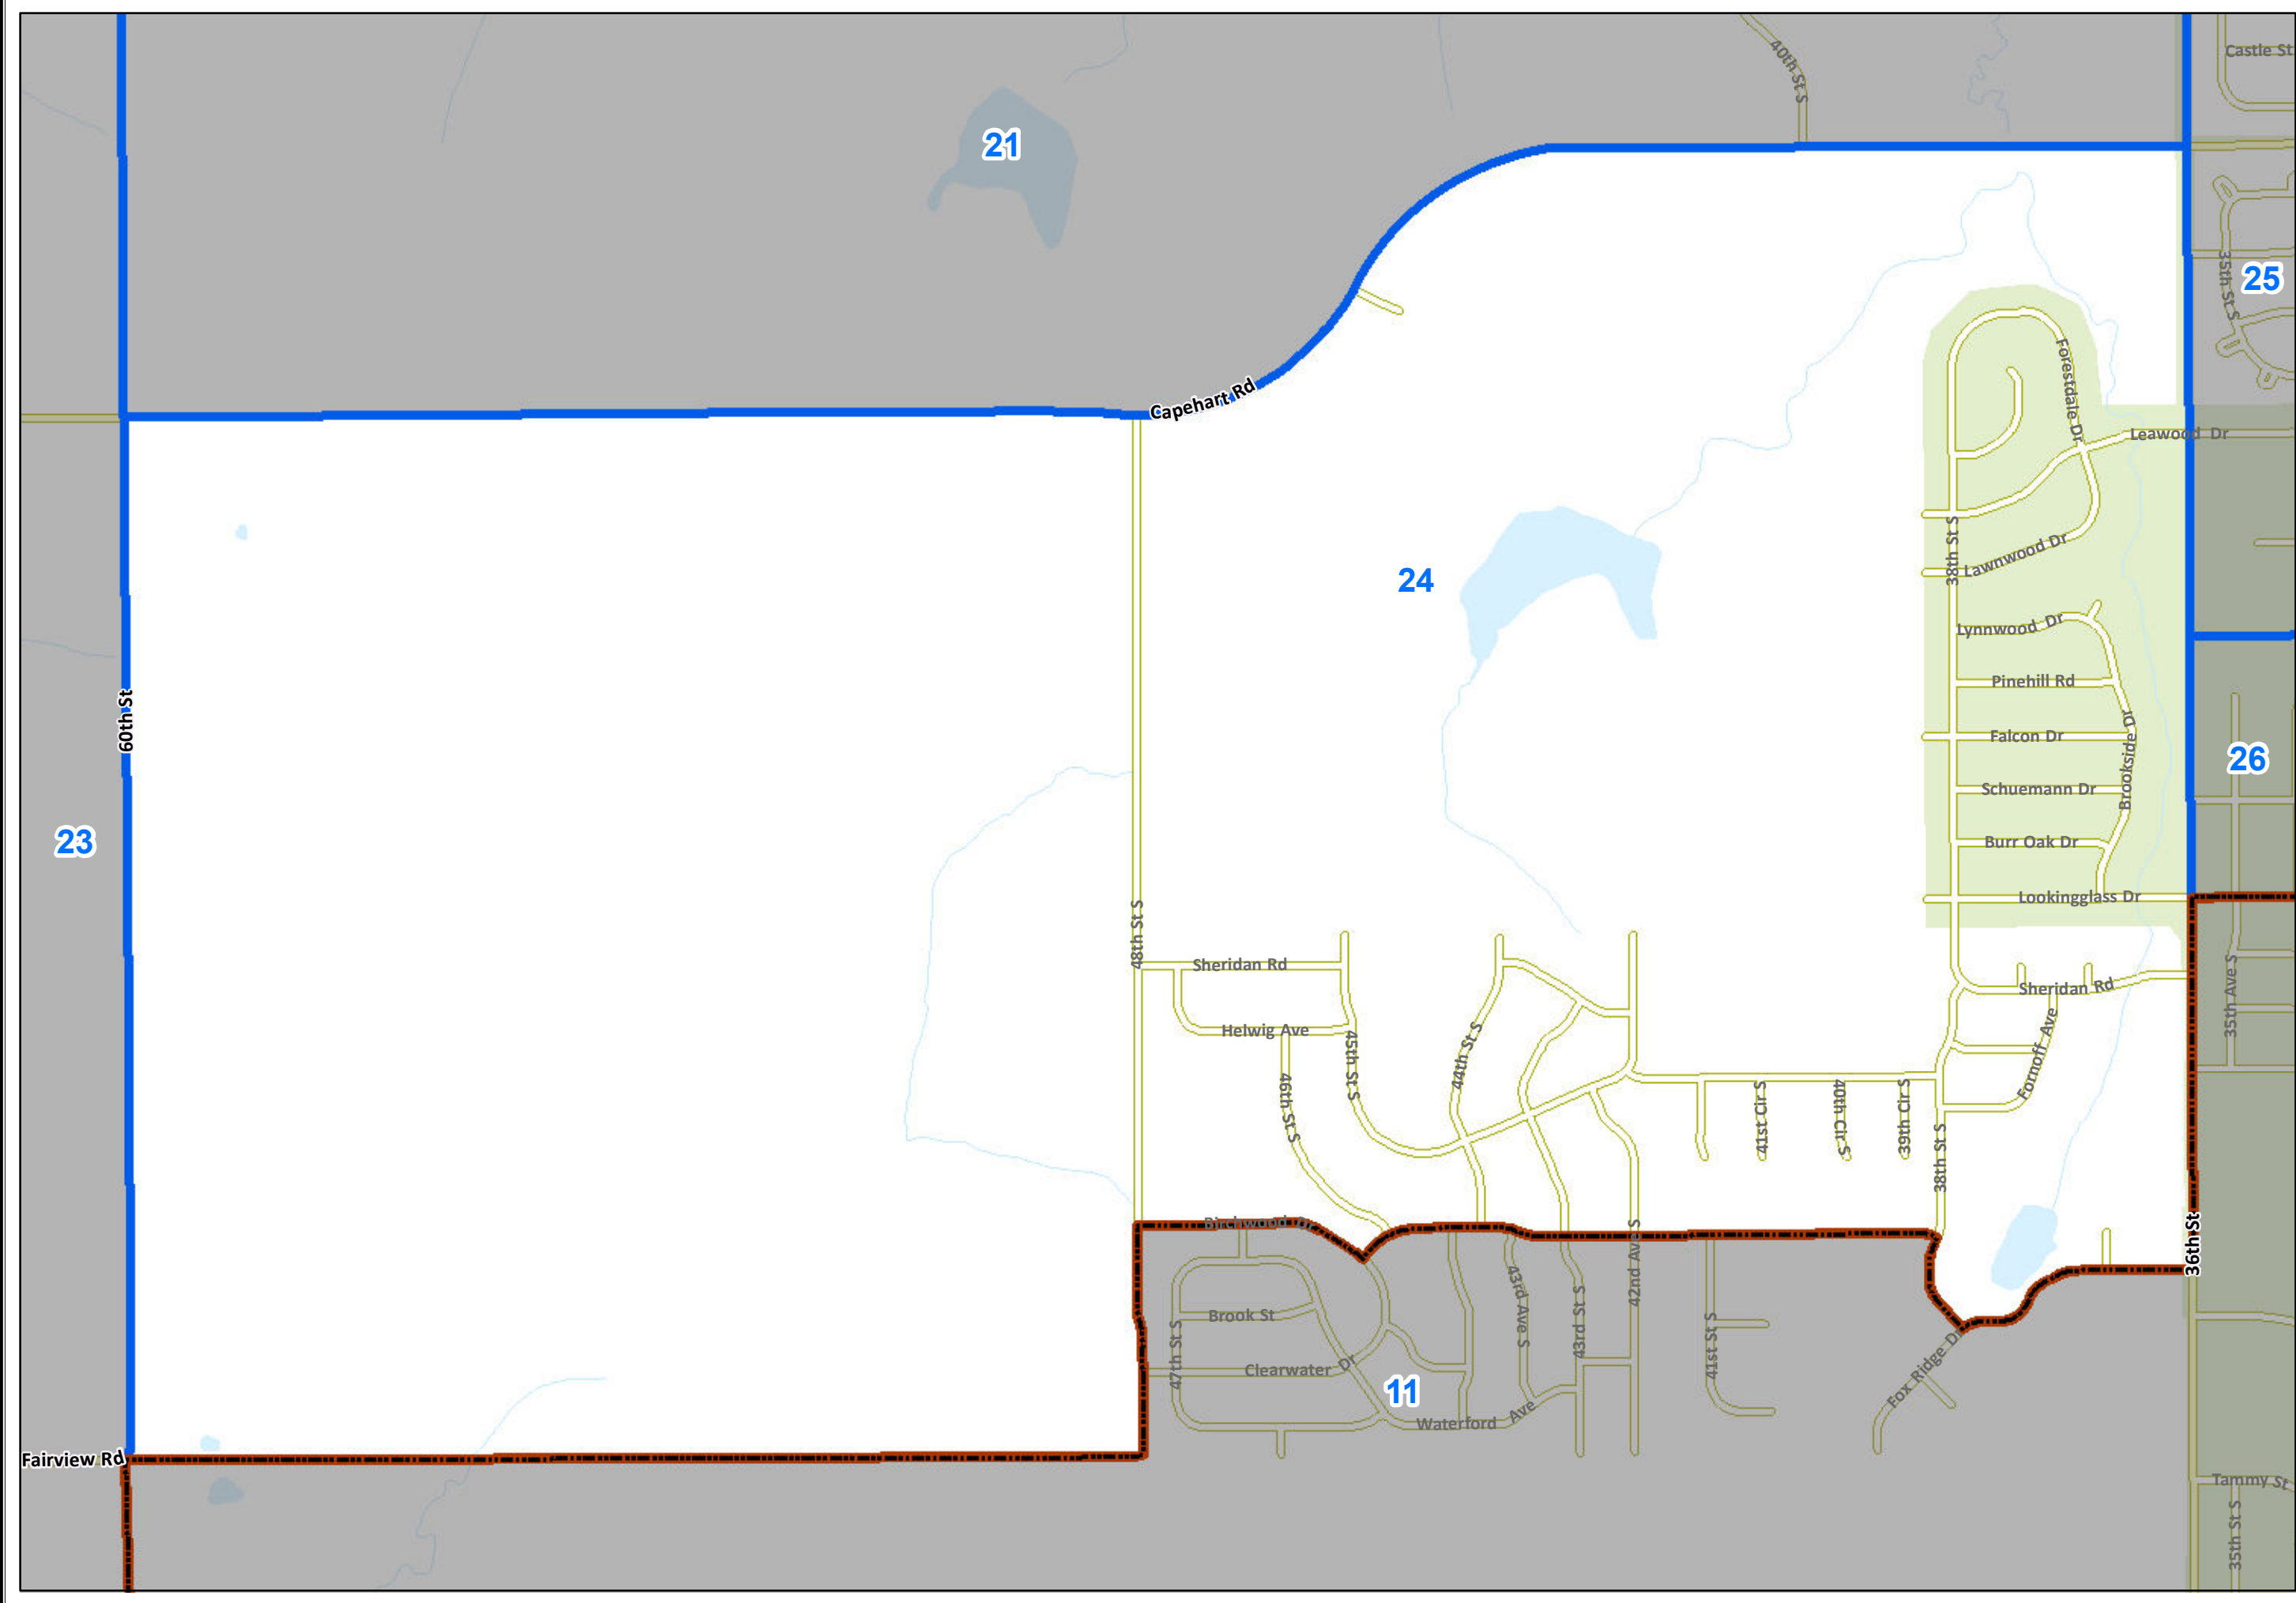 40th St S
Castle St
21
25
35th St S
Capehart Rd
Forestdale Dr
Leawood Dr
24
38th St S
Lawnwood Dr
Lynnwood Dr
Pinehill Rd
60th St
Falcon Dr
Brookside Dr
26
Schuemann Dr
23
Burr Oak Dr
Lookingglass Dr
48th St S
Sheridan Rd
Sheridan Rd
35th Ave S
Helwig Ave
45th St S
44th St S
Fornoff Ave
46th St S
41st Cir S
40th Cir S
39th Cir S
38th St S
Birchwood Dr
36th St
42nd Ave S
43rd Ave S
43rd St S
Brook St
47th St S
41st St S
Clearwater Dr
11
Fox Ridge Dr
Waterford Ave
Fairview Rd
Tammy St
35th St S